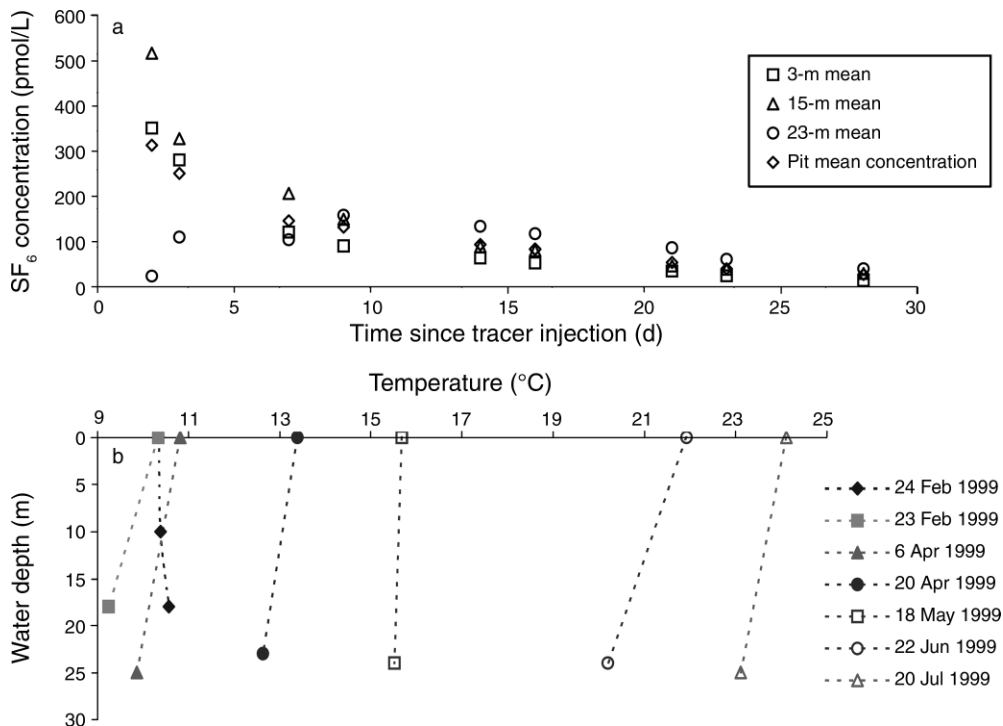 600
500
400
300
200
100
0
SF6 concentration (pmol/L)
a
3-m mean
15-m mean
23-m mean
Pit mean concentration
0 5 10 15 20 25 30
Time since tracer injection (d)
Temperature (°C)
9 11 13 15 17 19 21 23 25
b
0
5
10
15
20
25
30
Water depth (m)
24 Feb 1999
23 Feb 1999
6 Apr 1999
20 Apr 1999
18 May 1999
22 Jun 1999
20 Jul 1999